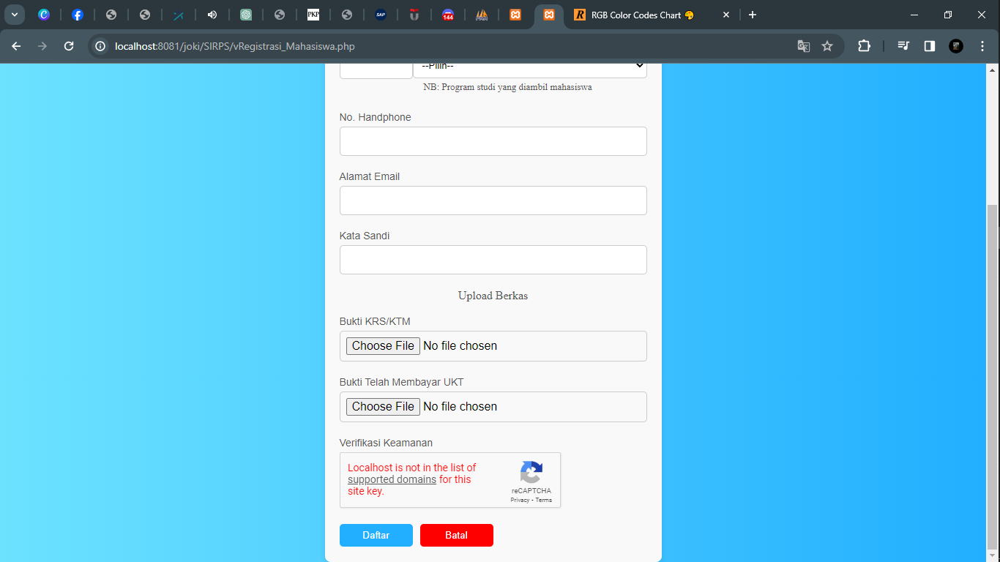 PKP
SAP
144
RGB Color Codes Chart
localhost:8081/joki/SIRPS/vRegistrasi_Mahasiswa.php
--Pilih--
NB: Program studi yang diambil mahasiswa
No. Handphone
Alamat Email
Kata Sandi
Upload Berkas
Bukti KRS/KTM
Choose File No file chosen
Bukti Telah Membayar UKT
Choose File No file chosen
Verifikasi Keamanan
Localhost is not in the list of
supported domains for this
site key.
reCAPTCHA
Privacy - Terms
Daftar Batal